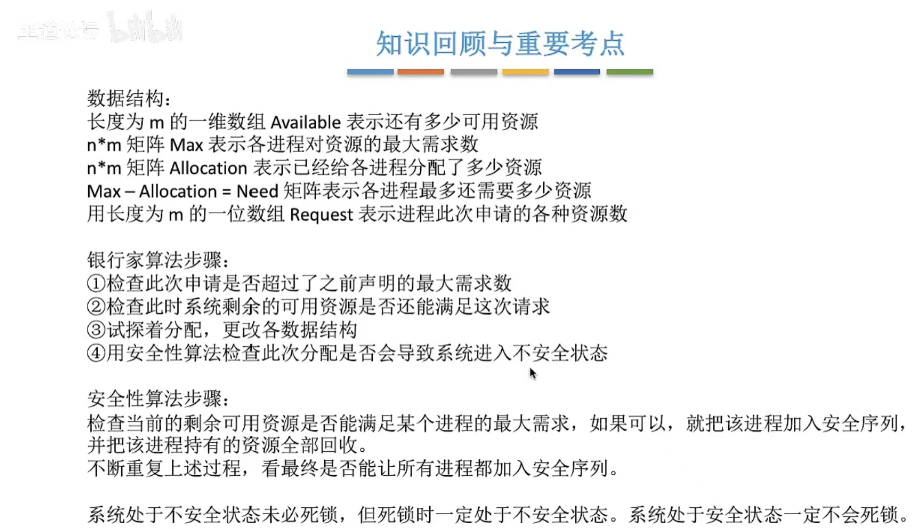 知识回顾与重要考点
数据结构：
长度为 m 的一维数组 Available 表示还有多少可用资源
n*m 矩阵 Max 表示各进程对资源的最大需求数
n*m 矩阵 Allocation 表示已经给各进程分配了多少资源
Max – Allocation = Need 矩阵表示各进程最多还需要多少资源
用长度为 m 的一位数组 Request 表示进程此次申请的各种资源数
银行家算法步骤：
①检查此次申请是否超过了之前声明的最大需求数
②检查此时系统剩余的可用资源是否还能满足这次请求
③试探着分配，更改各数据结构
④用安全性算法检查此次分配是否会导致系统进入不安全状态
安全性算法步骤：
检查当前的剩余可用资源是否能满足某个进程的最大需求，如果可以，就把该进程加入安全序列，
并把该进程持有的资源全部回收。
不断重复上述过程，看最终是否能让所有进程都加入安全序列。
系统处于不安全状态未必死锁，但死锁时一定处于不安全状态。系统处于安全状态一定不会死锁。